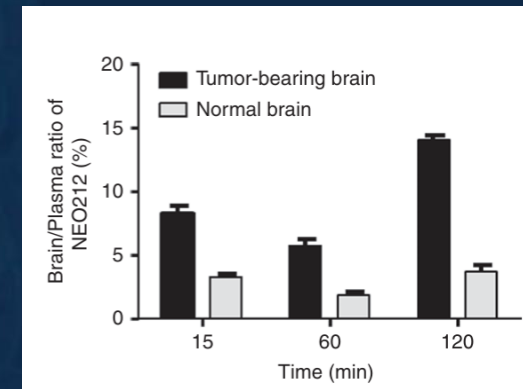 Brain/Plasma ratio of
NEO212 (%)
20
15
10
5
0
Tumor-bearing brain
Normal brain
15 60 120
Time (min)